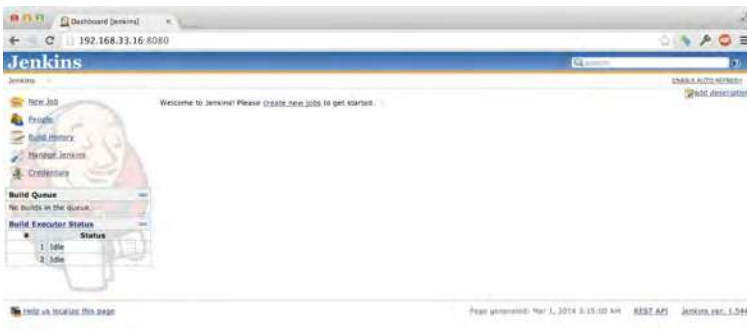 Dashboard [Jenkins]
192.168.33.16:8080
Jenkins
search
Jenkins
ENABLE AUTO REFRESH
New Job
Welcome to Jenkins! Please create new jobs to get started.
add description
People
Build History
Manage Jenkins
Credentials
Build Queue
No builds in the queue.
Build Executor Status
# Status
1 Idle
2 Idle
Help us localize this page
Page generated: Mar 1, 2014 3:15:00 AM REST API Jenkins ver. 1.544